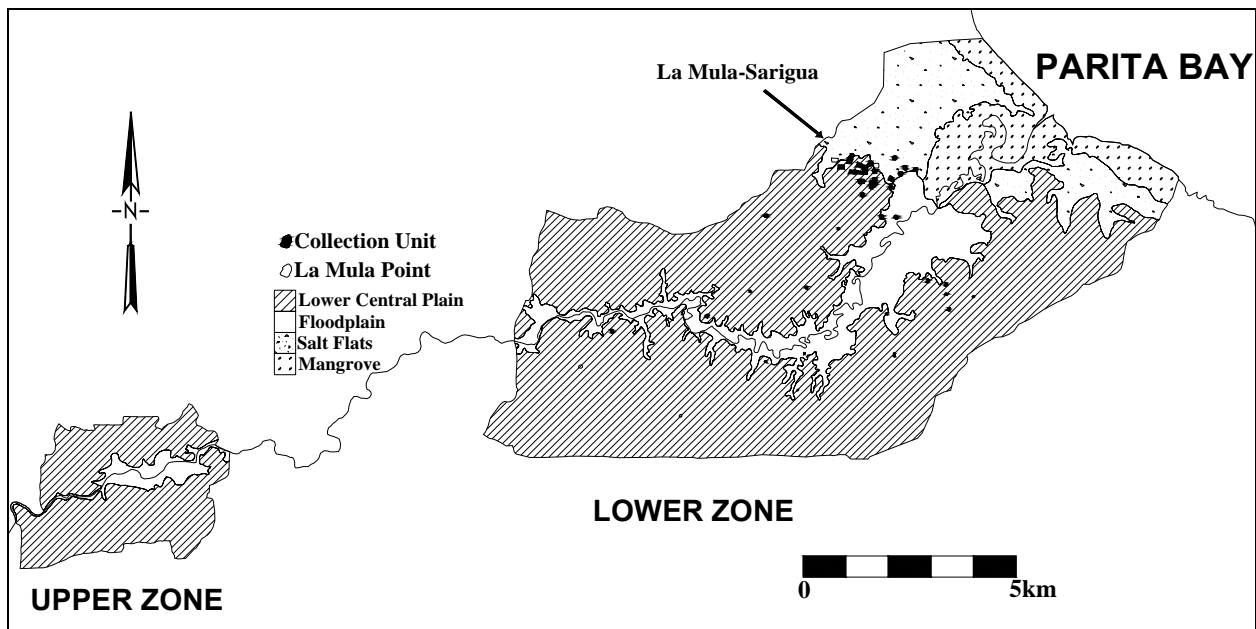 PARITA BAY
La Mula-Sarigua
N
Collection Unit
La Mula Point
Lower Central Plain
Floodplain
Salt Flats
Mangrove
LOWER ZONE
0 5km
UPPER ZONE